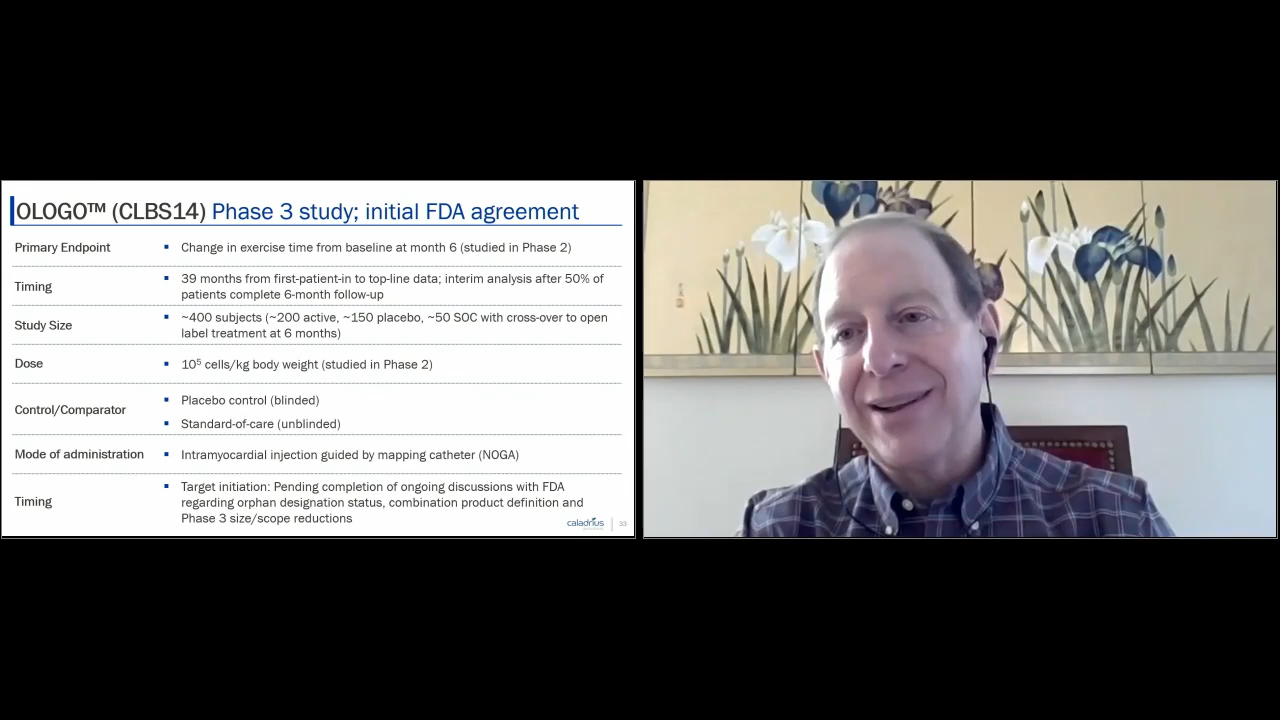 OLOGO™ (CLBS14) Phase 3 study; initial FDA agreement
Primary Endpoint
▪ Change in exercise time from baseline at month 6 (studied in Phase 2)
Timing
▪ 39 months from first-patient-in to top-line data; interim analysis after 50% of
patients complete 6-month follow-up
Study Size
▪ ~400 subjects (~200 active, ~150 placebo, ~50 SOC with cross-over to open
label treatment at 6 months)
Dose
▪ 10⁵ cells/kg body weight (studied in Phase 2)
Control/Comparator
▪ Placebo control (blinded)
▪ Standard-of-care (unblinded)
Mode of administration
▪ Intramyocardial injection guided by mapping catheter (NOGA)
Timing
▪ Target initiation: Pending completion of ongoing discussions with FDA
regarding orphan designation status, combination product definition and
Phase 3 size/scope reductions
caladrius
33